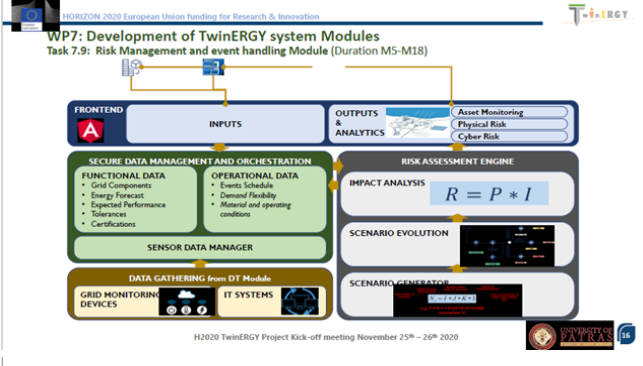 HORIZON 2020 European Union funding for Research & Innovation
TwinERGY
WP7: Development of TwinERGY system Modules
Task 7.9: Risk Management and event handling Module (Duration M5-M18)
FRONTEND
INPUTS
OUTPUTS
&
ANALYTICS
Asset Monitoring
Physical Risk
Cyber Risk
SECURE DATA MANAGEMENT AND ORCHESTRATION
FUNCTIONAL DATA
• Grid Components
• Energy Forecast
• Expected Performance
• Tolerances
• Certifications
OPERATIONAL DATA
• Events Schedule
• Demand Flexibility
• Material and operating
conditions
SENSOR DATA MANAGER
DATA GATHERING from DT Module
GRID MONITORING
DEVICES
IT SYSTEMS
RISK ASSESSMENT ENGINE
IMPACT ANALYSIS
R = P * I
SCENARIO EVOLUTION
SCENARIO GENERATOR
H2020 TwinERGY Project Kick-off meeting November 25th – 26th 2020
UNIVERSITY OF
PATRAS
16